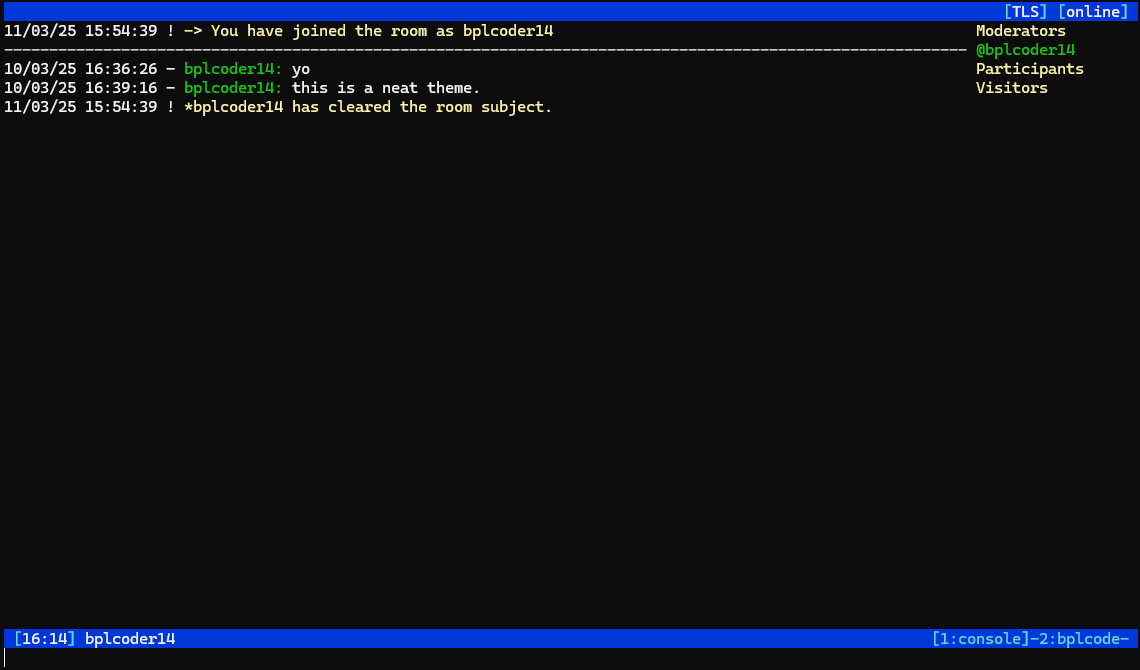 [TLS] [online]
11/03/25 15:54:39 ! -> You have joined the room as bplcoder14
Moderators
@bplcoder14
10/03/25 16:36:26 - bplcoder14: yo
Participants
10/03/25 16:39:16 - bplcoder14: this is a neat theme.
Visitors
11/03/25 15:54:39 ! *bplcoder14 has cleared the room subject.
[16:14] bplcoder14
[1:console]-2:bplcode-